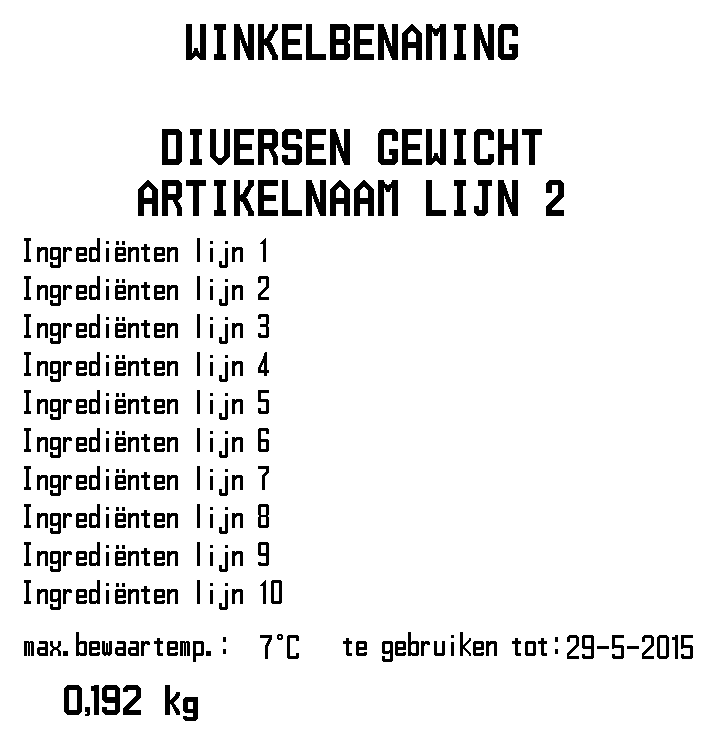 WINKELBENAMING
DIVERSEN GEWICHT
ARTIKELNAAM LIJN 2
Ingrediënten lijn 1
Ingrediënten lijn 2
Ingrediënten lijn 3
Ingrediënten lijn 4
Ingrediënten lijn 5
Ingrediënten lijn 6
Ingrediënten lijn 7
Ingrediënten lijn 8
Ingrediënten lijn 9
Ingrediënten lijn 10
max.bewaartemp.: 7°C te gebruiken tot:29-5-2015
0,192 kg